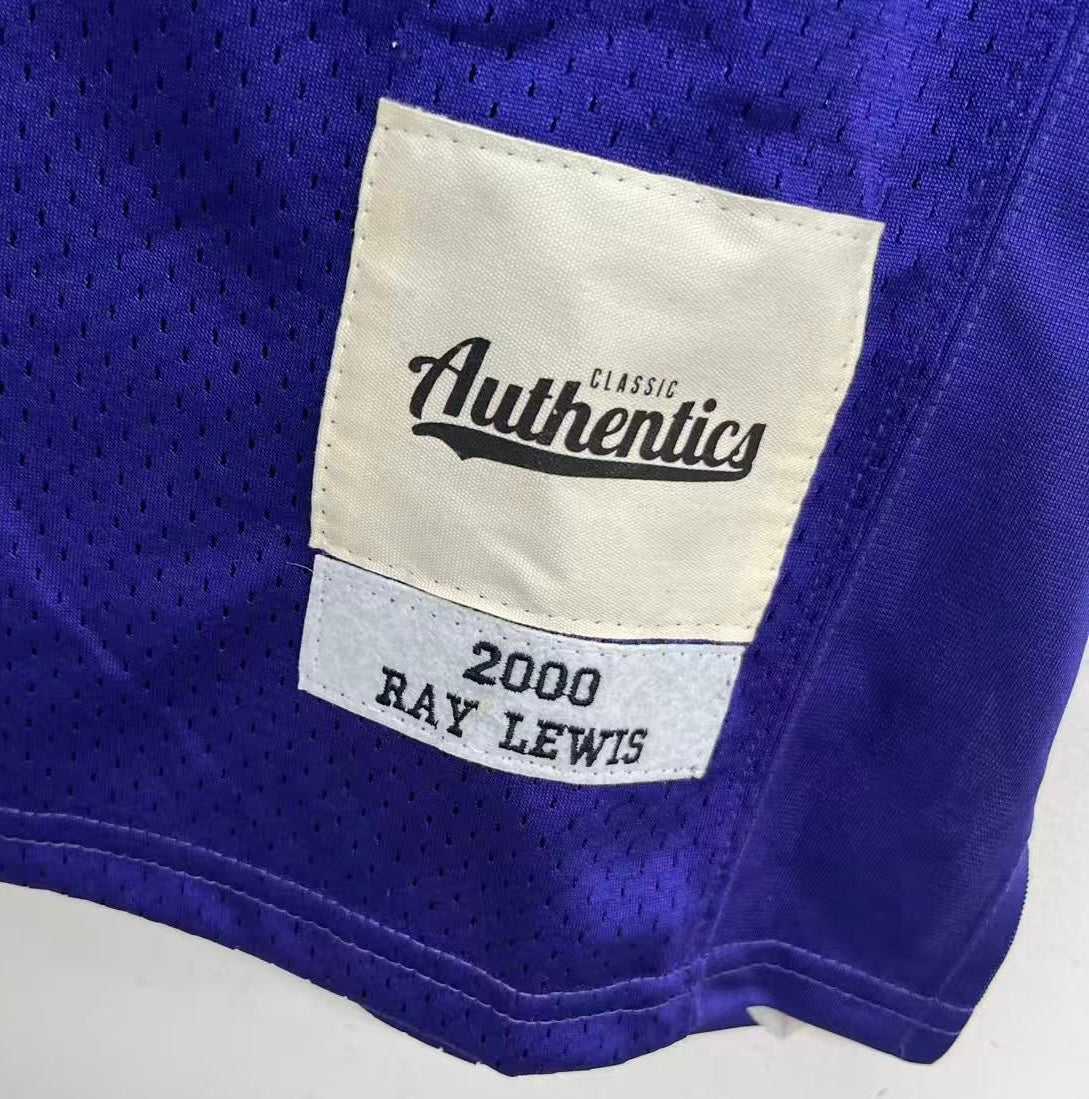 CLASSIC
Authentics
2000
RAY LEWIS